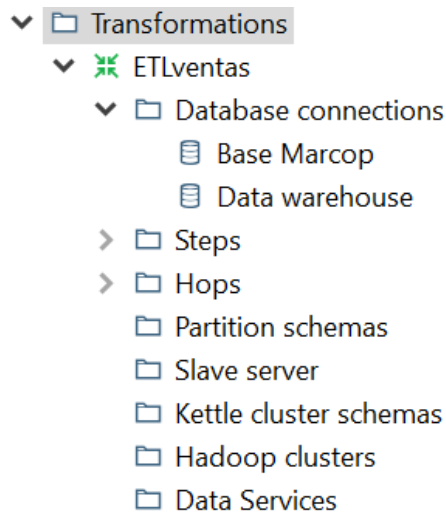 Transformations
ETLventas
Database connections
Base Marcop
Data warehouse
Steps
Hops
Partition schemas
Slave server
Kettle cluster schemas
Hadoop clusters
Data Services